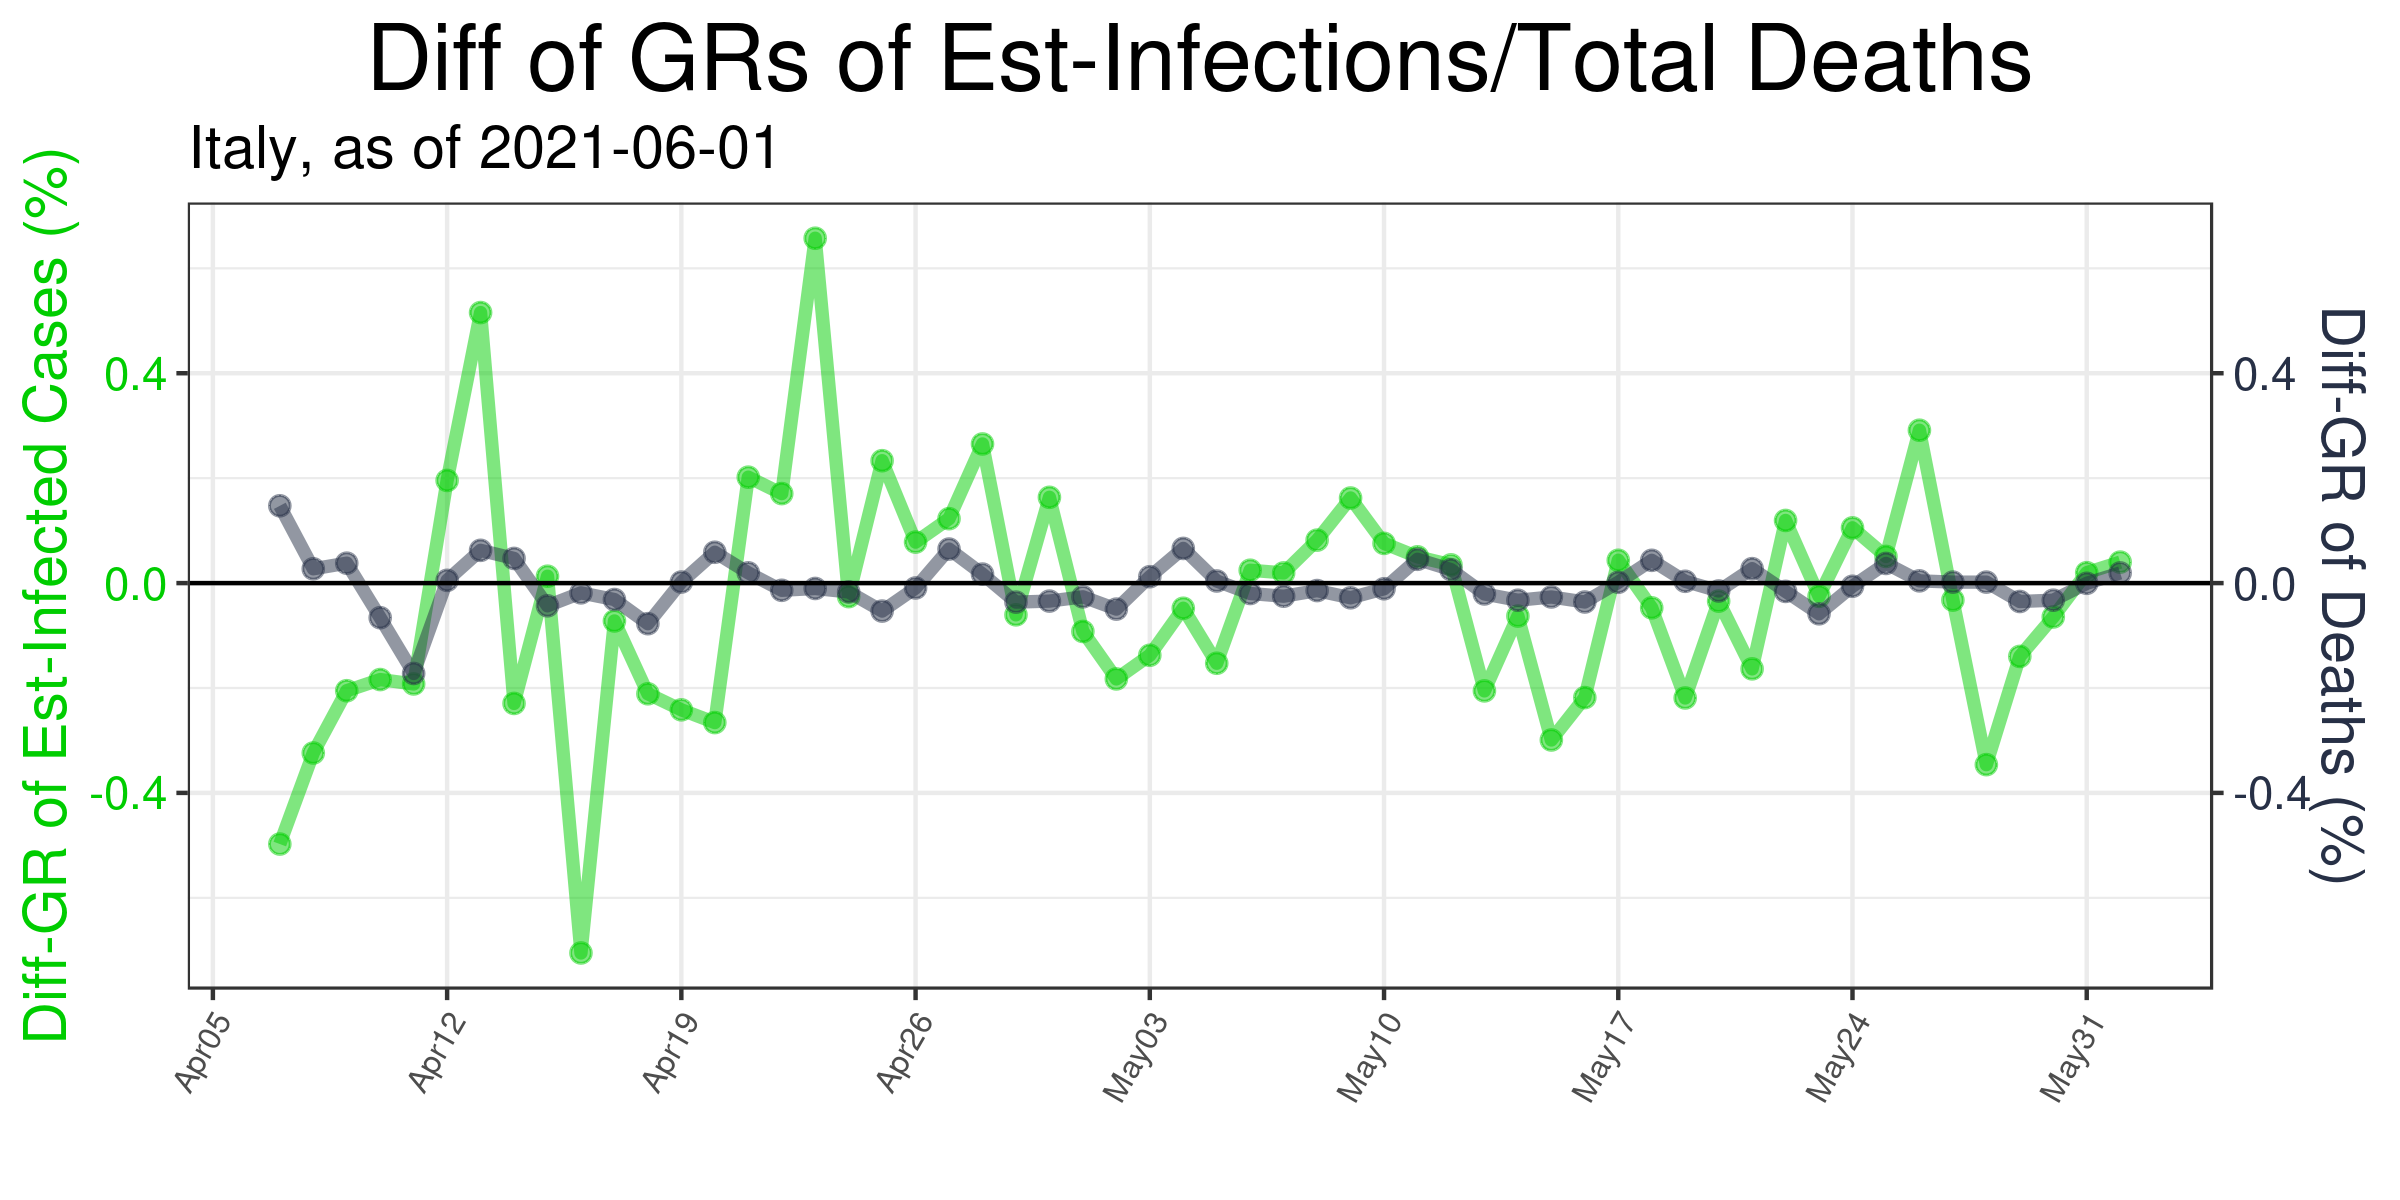 Diff of GRs of Est-Infections/Total Deaths
Italy, as of 2021-06-01
Diff-GR of Est-Infected Cases (%)
0.4
0.0
-0.4
0.4
0.0
-0.4
Diff-GR of Deaths (%)
Apr05
Apr12
Apr19
Apr26
May03
May10
May17
May24
May31